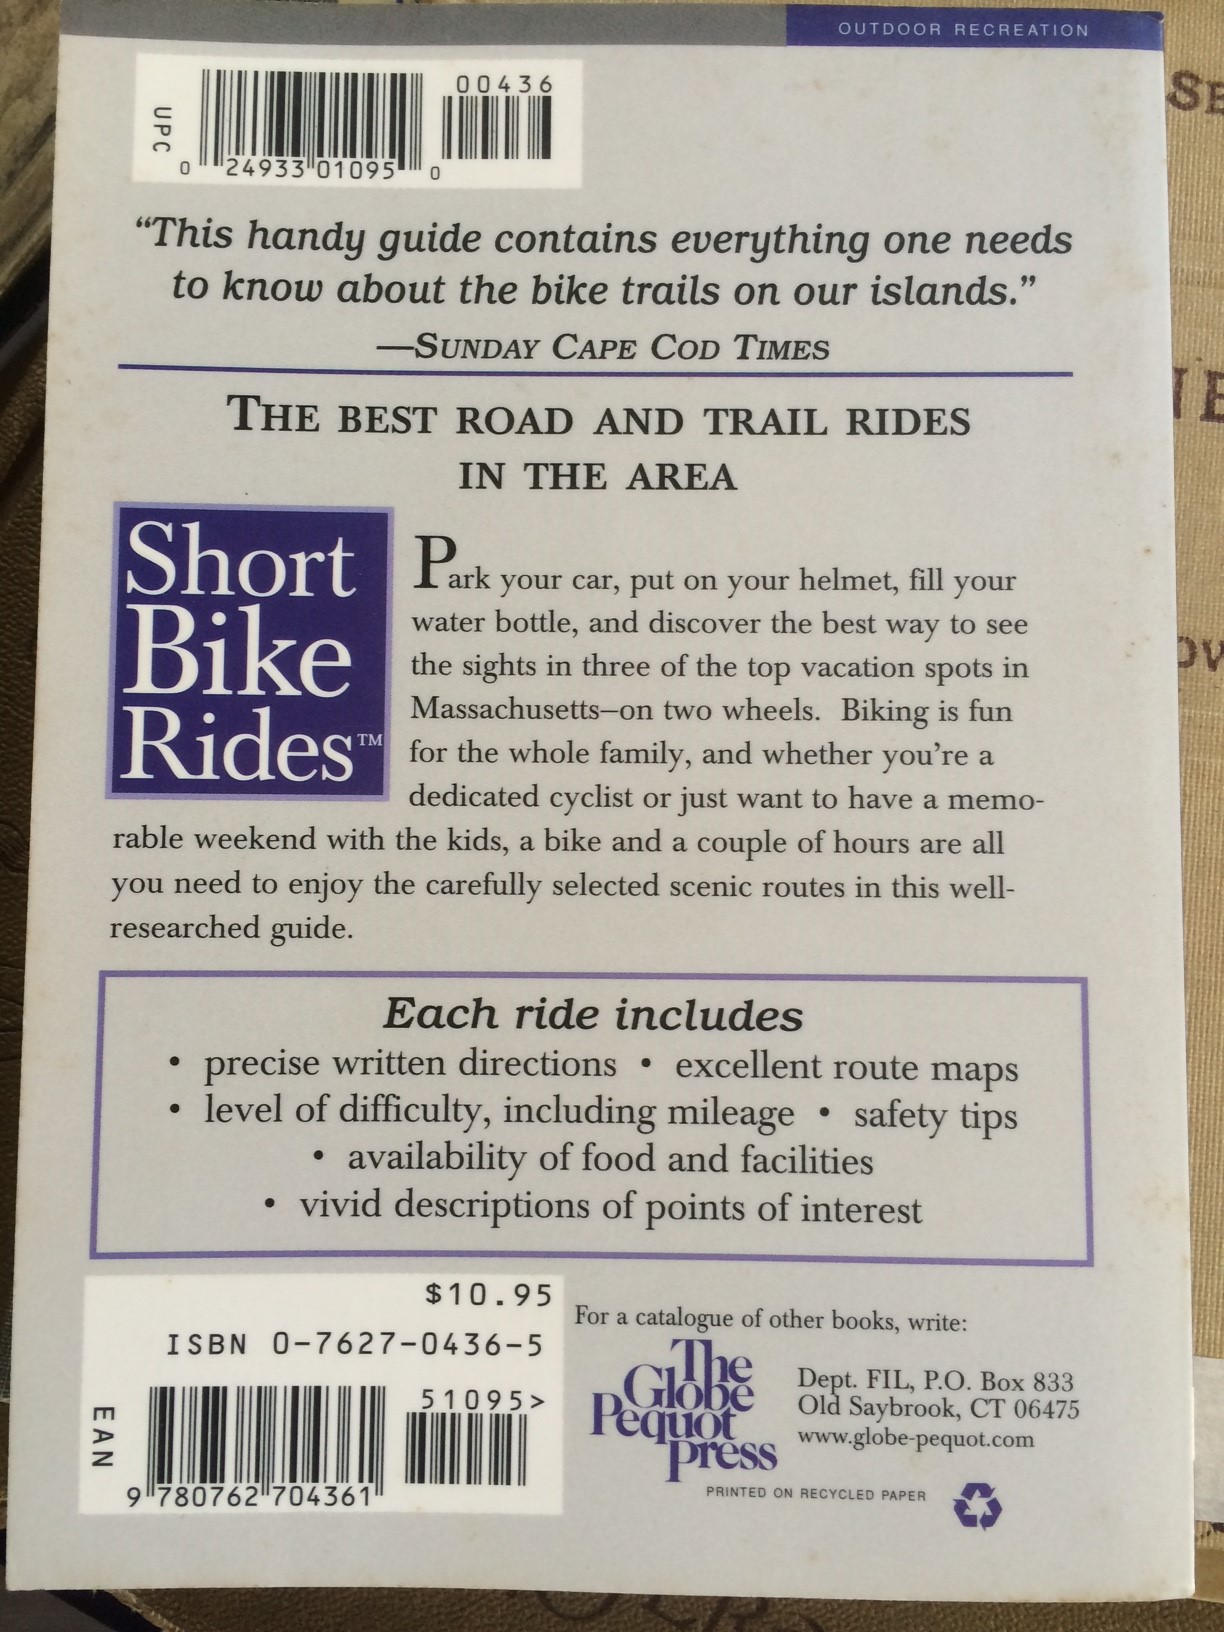 OUTDOOR RECREATION
SE
UPC
00436
0 24933 01095 0
“This handy guide contains everything one needs
to know about the bike trails on our islands.”
—SUNDAY CAPE COD TIMES
THE BEST ROAD AND TRAIL RIDES
IN THE AREA
Short
Bike
Rides™
Park your car, put on your helmet, fill your
water bottle, and discover the best way to see
the sights in three of the top vacation spots in
Massachusetts—on two wheels. Biking is fun
for the whole family, and whether you’re a
dedicated cyclist or just want to have a memo-
rable weekend with the kids, a bike and a couple of hours are all
you need to enjoy the carefully selected scenic routes in this well-
researched guide.
Each ride includes
• precise written directions • excellent route maps
• level of difficulty, including mileage • safety tips
• availability of food and facilities
• vivid descriptions of points of interest
$10.95
ISBN 0-7627-0436-5
EAN
51095>
9 780762 704361
For a catalogue of other books, write:
The
Globe
Pequot
Press
Dept. FIL, P.O. Box 833
Old Saybrook, CT 06475
www.globe-pequot.com
PRINTED ON RECYCLED PAPER